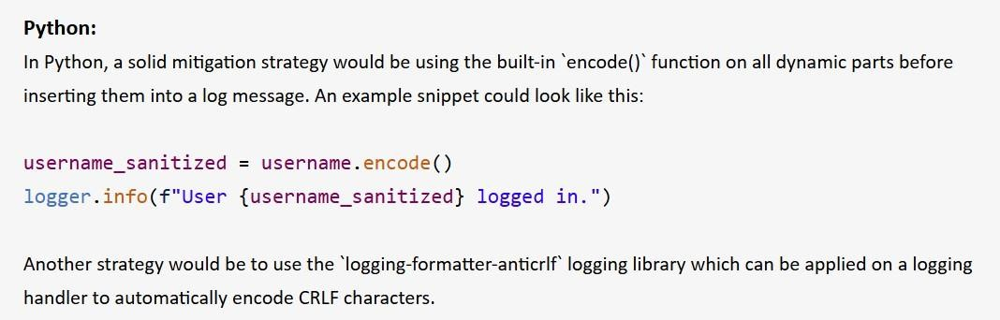 Python:
In Python, a solid mitigation strategy would be using the built-in `encode()` function on all dynamic parts before
inserting them into a log message. An example snippet could look like this:
username_sanitized = username.encode()
logger.info(f"User {username_sanitized} logged in.")
Another strategy would be to use the `logging-formatter-anticrlf` logging library which can be applied on a logging
handler to automatically encode CRLF characters.